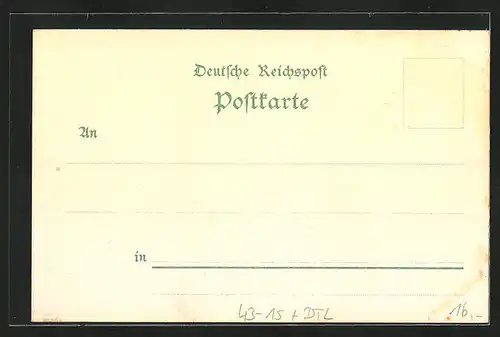 Deutsche Reichspost
Postkarte
An
in
43-15 + DTL
16,-